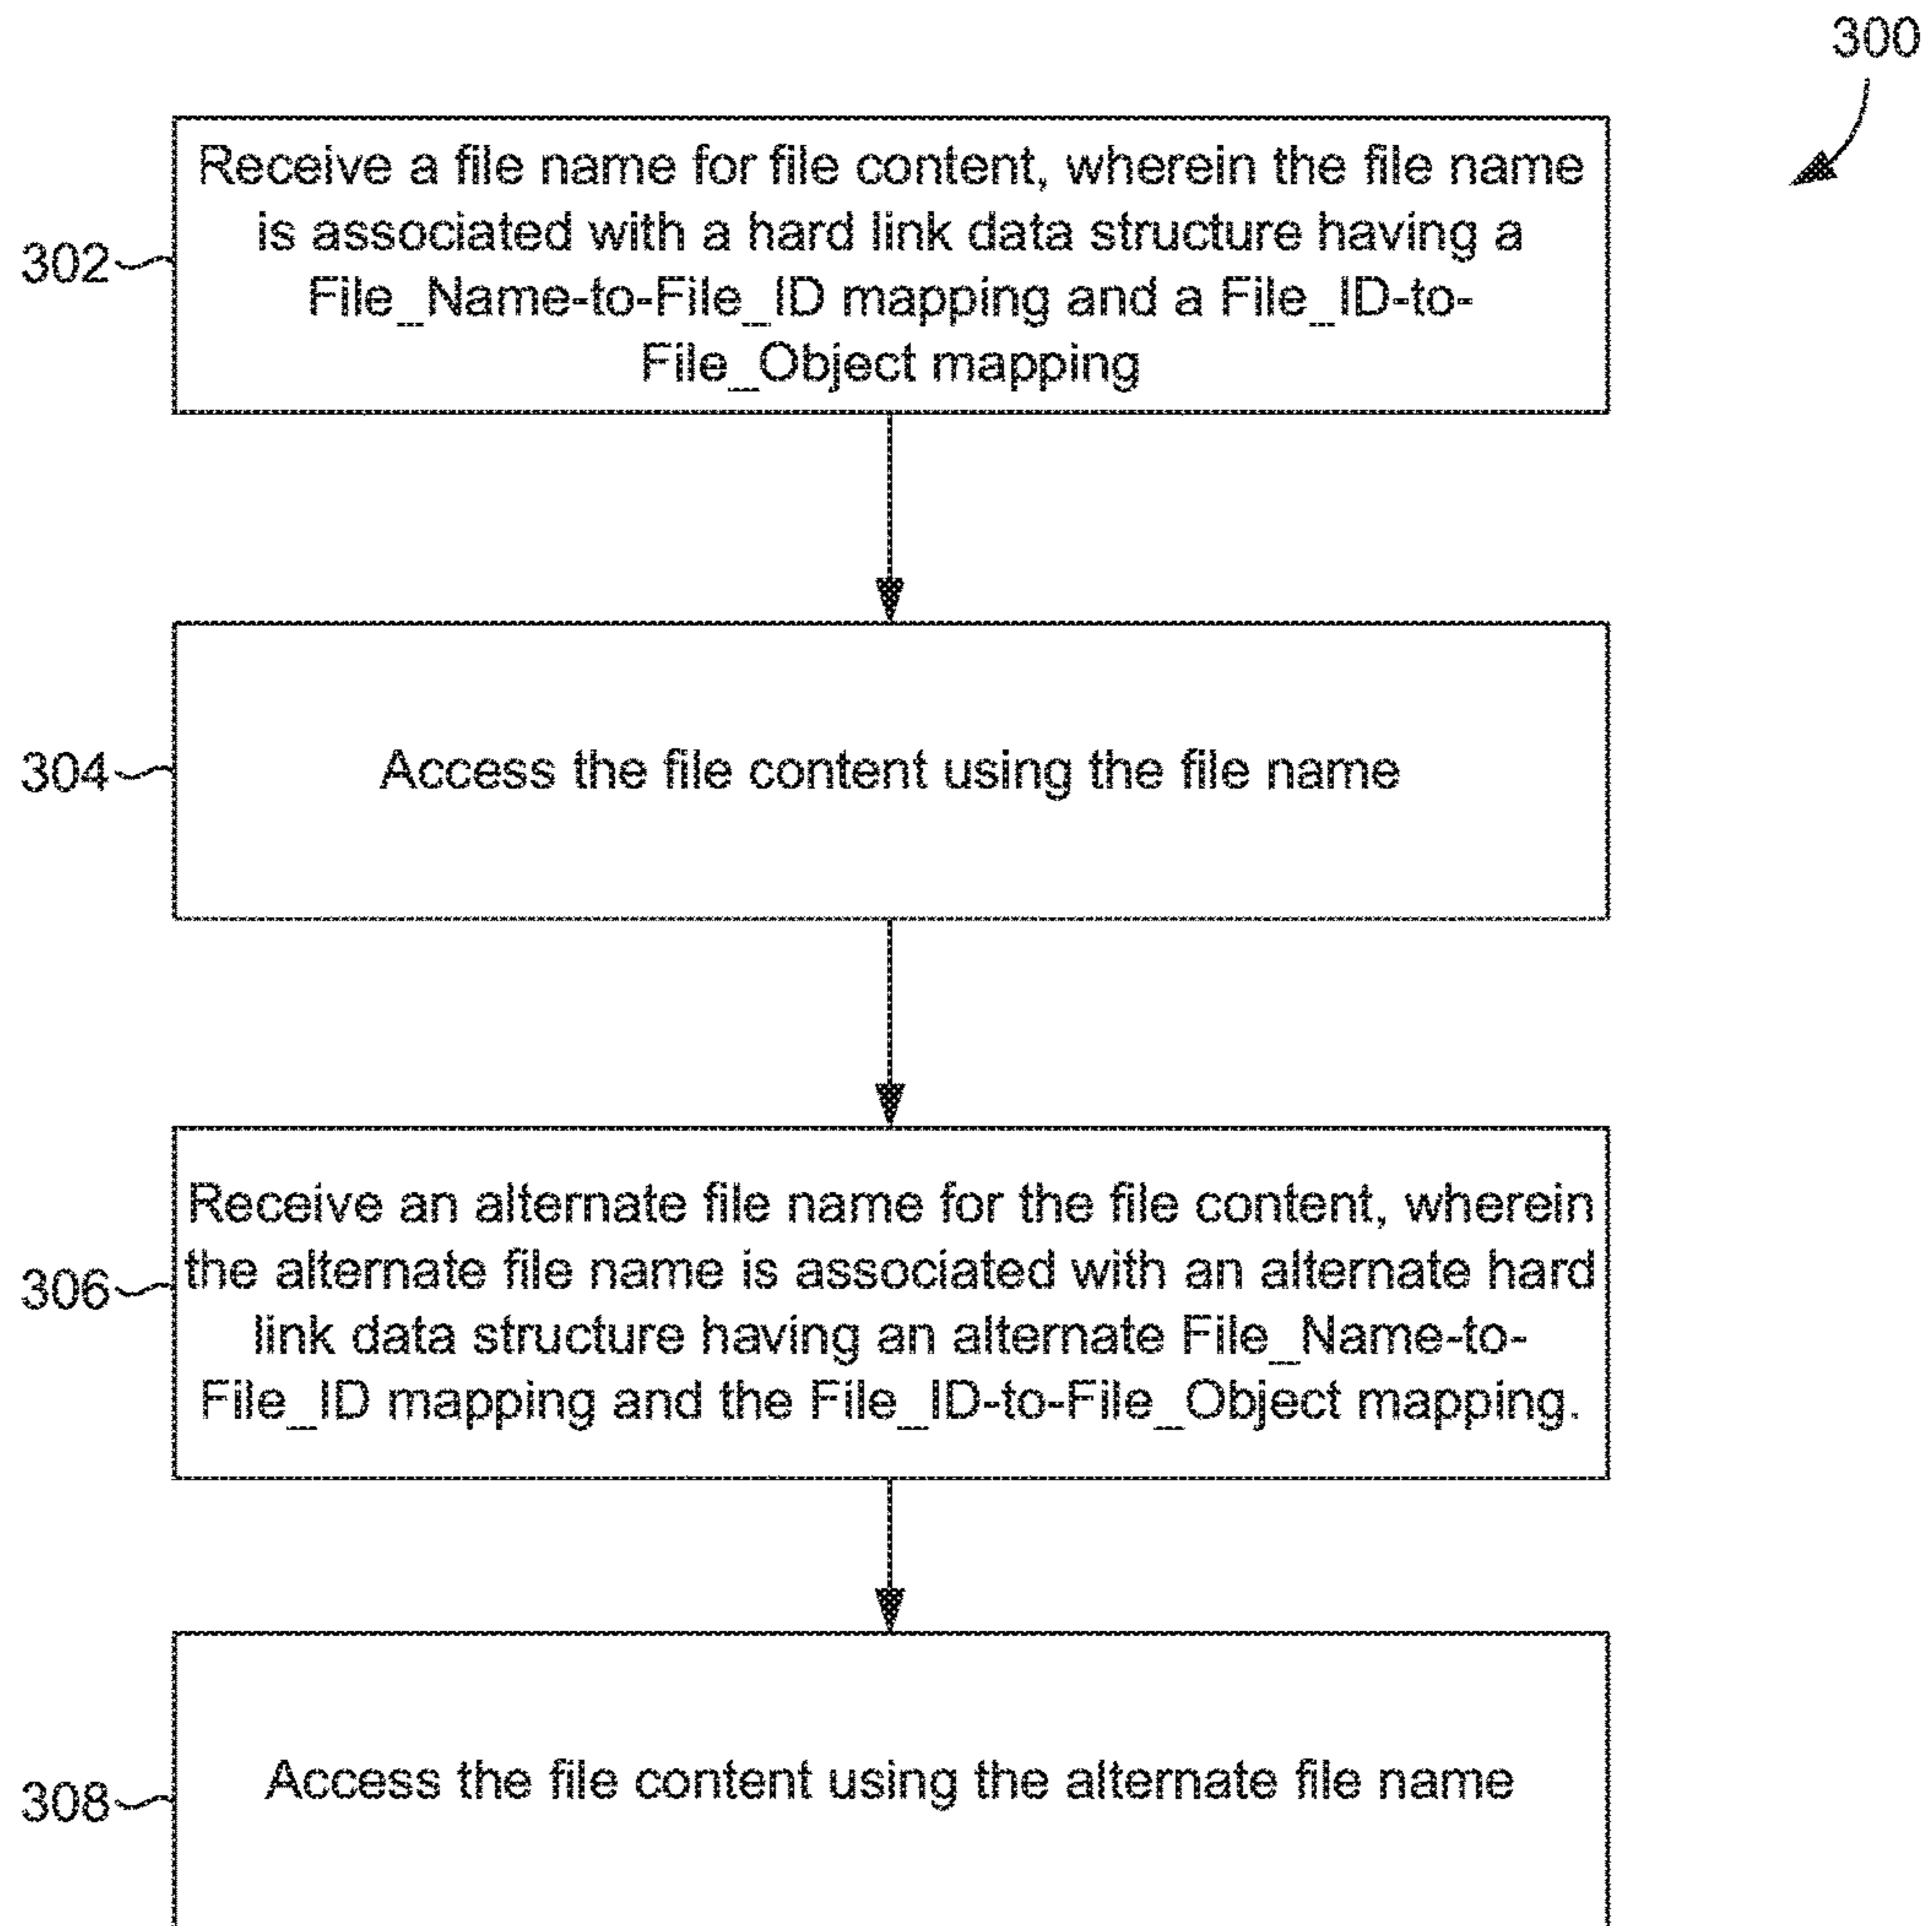 300
Receive a file name for file content, wherein the file name
is associated with a hard link data structure having a
302
File_Name-to-File_ID mapping and a File_ID-to-
File_Object mapping
304
Access the file content using the file name
Receive an alternate file name for the file content, wherein
the alternate file name is associated with an alternate hard
306
link data structure having an alternate File_Name-to-
File_ID mapping and the File_ID-to-File_Object mapping.
308
Access the file content using the alternate file name